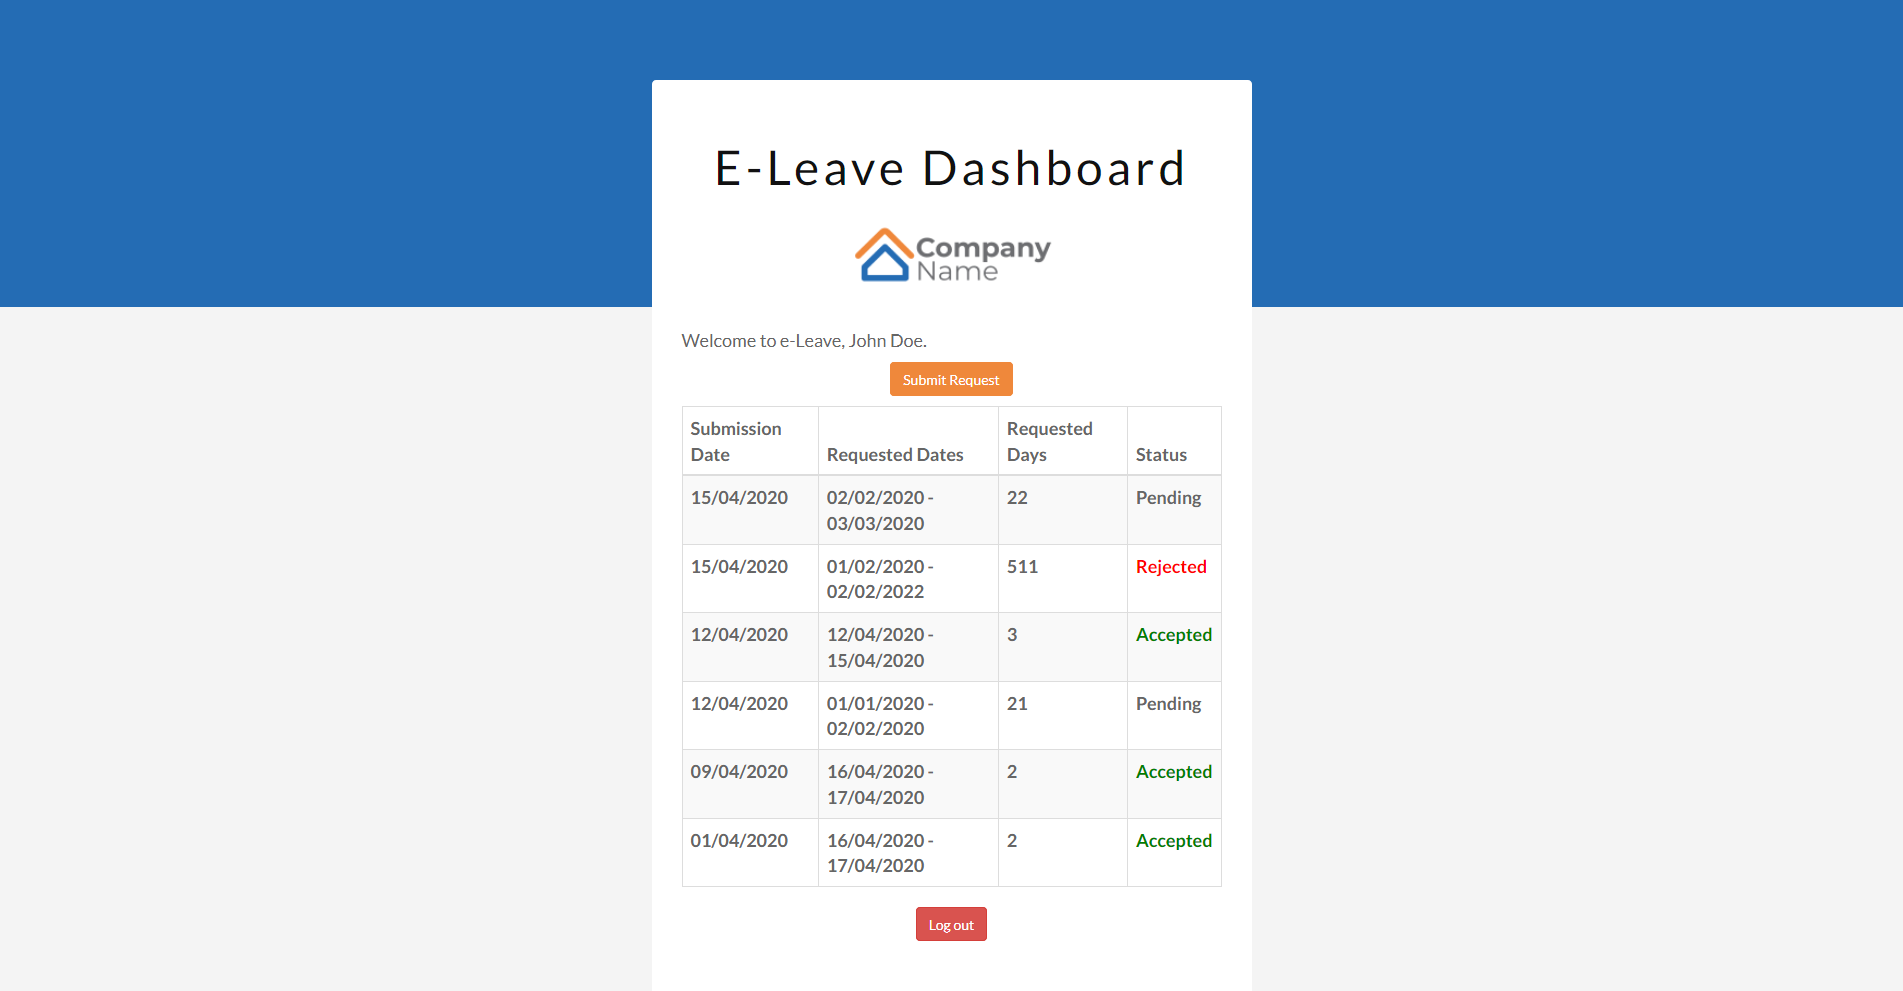 E-Leave Dashboard
Company
Name
Welcome to e-Leave, John Doe.
Submit Request
Submission Date Requested Dates Requested Days Status
15/04/2020 02/02/2020 - 03/03/2020 22 Pending
15/04/2020 01/02/2020 - 02/02/2022 511 Rejected
12/04/2020 12/04/2020 - 15/04/2020 3 Accepted
12/04/2020 01/01/2020 - 02/02/2020 21 Pending
09/04/2020 16/04/2020 - 17/04/2020 2 Accepted
01/04/2020 16/04/2020 - 17/04/2020 2 Accepted
Log out